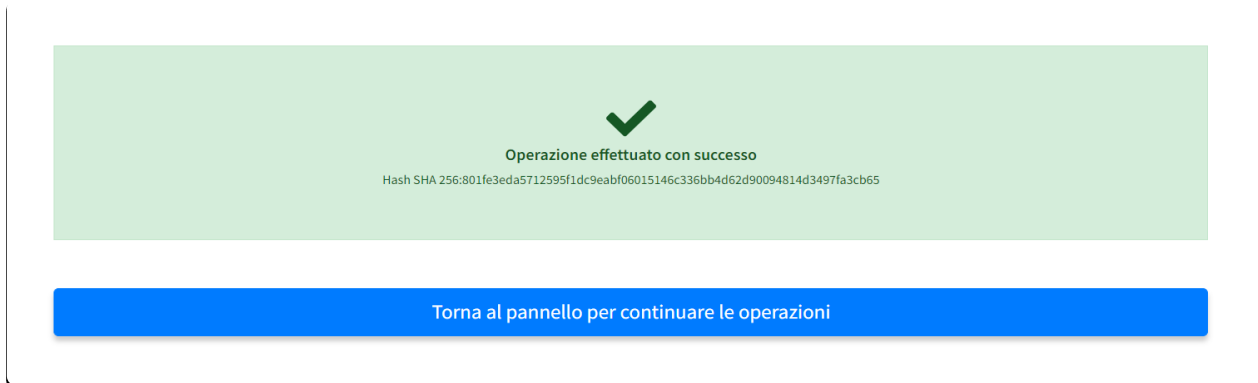 Operazione effettuato con successo
Hash SHA 256:801fe3eda5712595f1dc9eabf06015146c336bb4d62d90094814d3497fa3cb65
Torna al pannello per continuare le operazioni